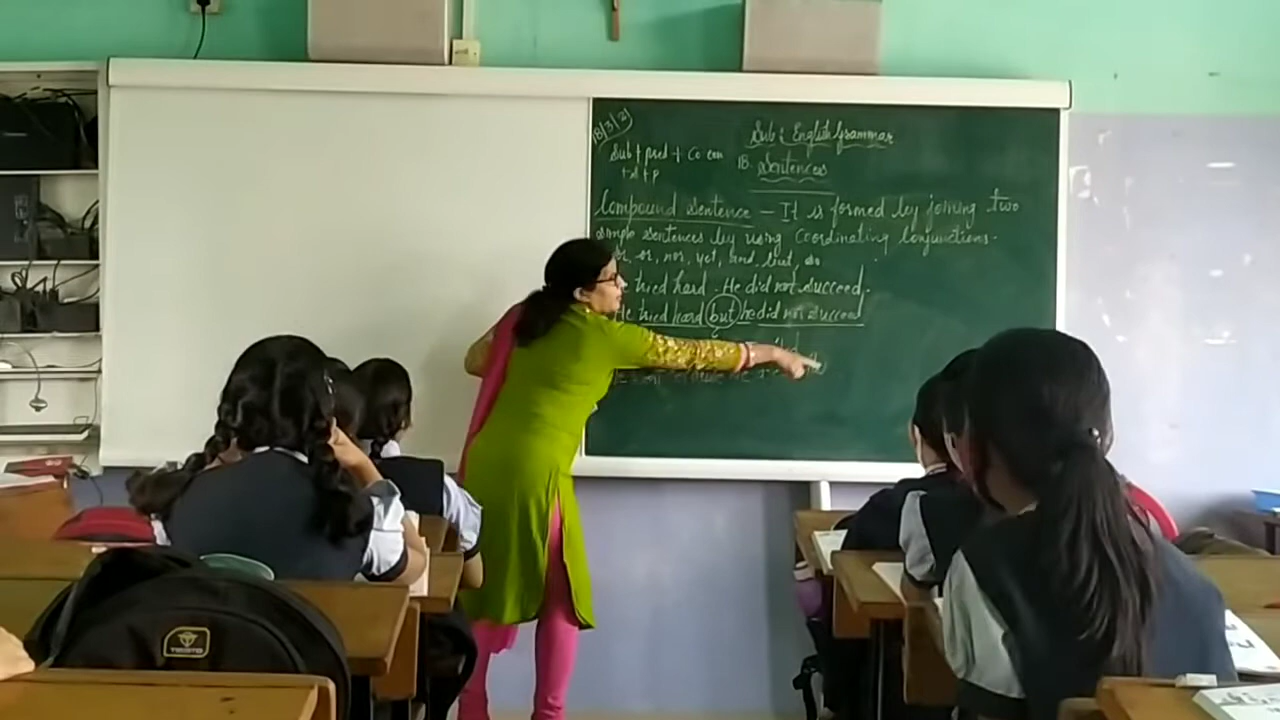 18/3/21
Sub : English Grammar
Sub + pred + Co con
+ s + p
1B. Sentences
Compound Sentence – It is formed by joining two
simple sentences by using Coordinating Conjunctions.
or, nor, yet, and, but, so
tried hard. He did not succeed.
He tried hard but he did not succeed